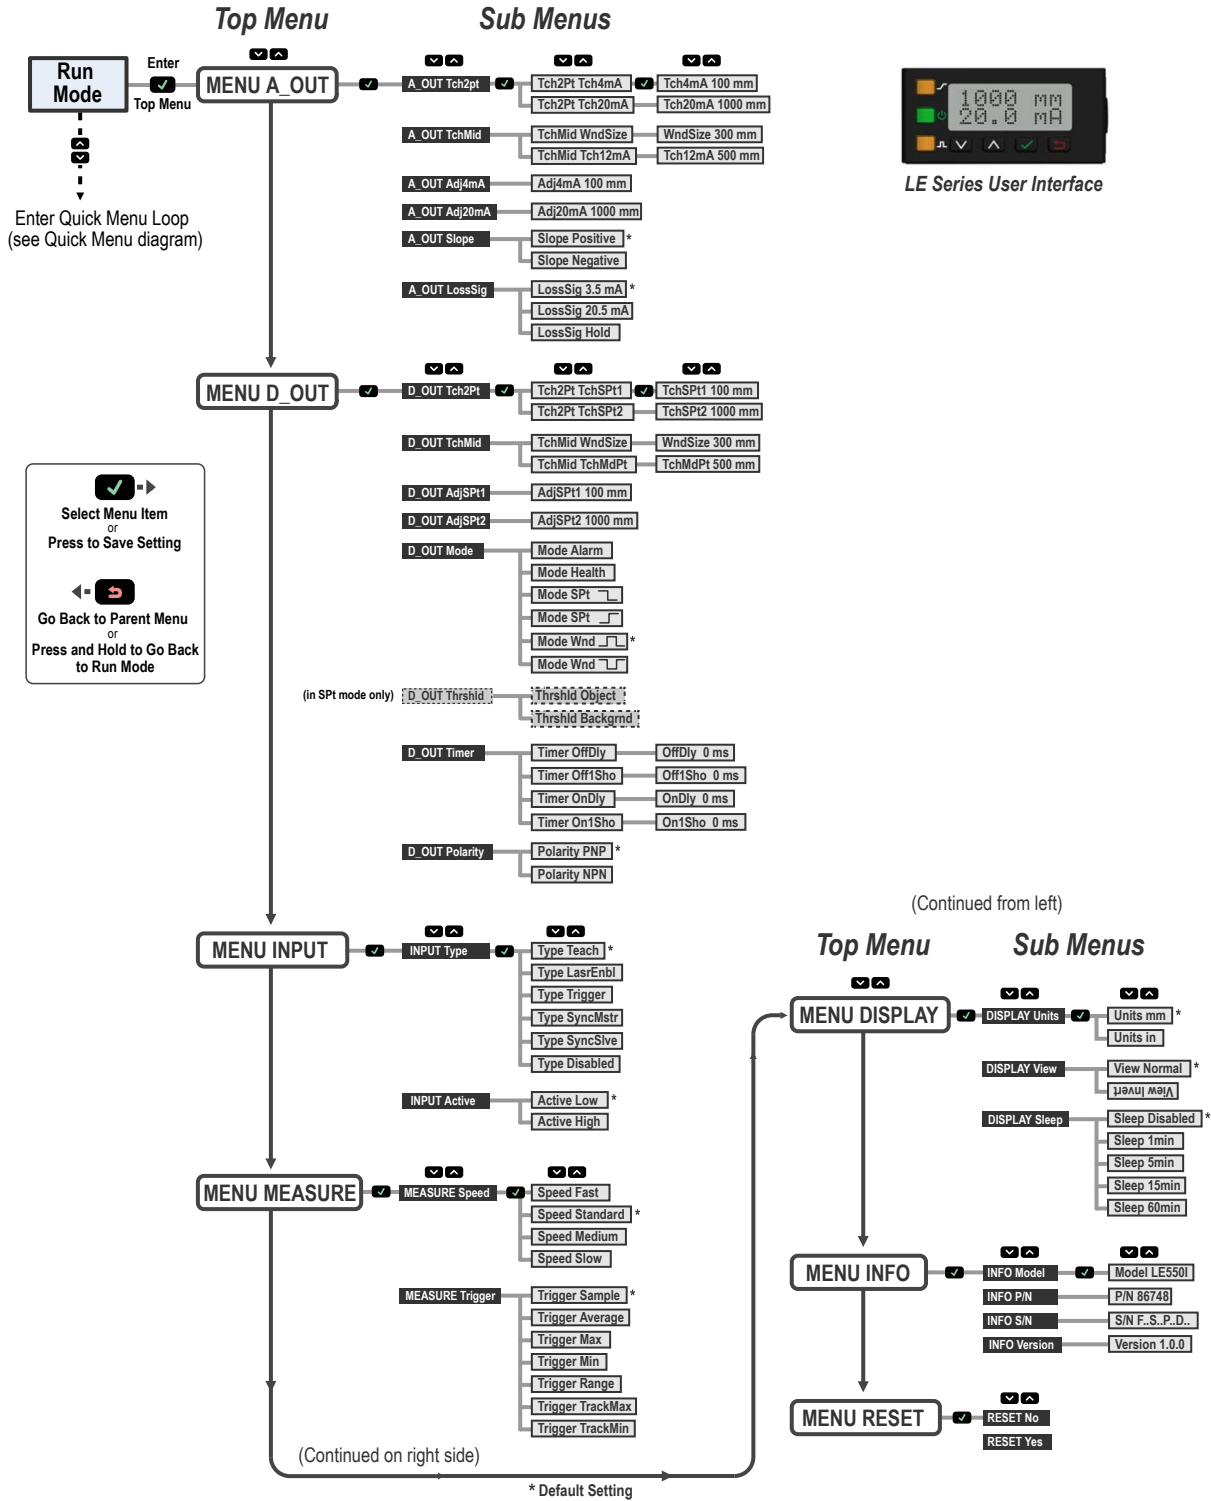 Top Menu
Sub Menus
Run
Mode
Enter
Top Menu
Enter Quick Menu Loop
(see Quick Menu diagram)
MENU A_OUT
A_OUT Tch2pt
Tch2Pt Tch4mA
Tch4mA 100 mm
Tch2Pt Tch20mA
Tch20mA 1000 mm
A_OUT TchMid
TchMid WndSize
WndSize 300 mm
TchMid Tch12mA
Tch12mA 500 mm
A_OUT Adj4mA
Adj4mA 100 mm
A_OUT Adj20mA
Adj20mA 1000 mm
A_OUT Slope
Slope Positive *
Slope Negative
A_OUT LossSig
LossSig 3.5 mA *
LossSig 20.5 mA
LossSig Hold
1000 mm
20.0 mA
LE Series User Interface
MENU D_OUT
D_OUT Tch2Pt
Tch2Pt TchSPt1
TchSPt1 100 mm
Tch2Pt TchSPt2
TchSPt2 1000 mm
D_OUT TchMid
TchMid WndSize
WndSize 300 mm
TchMid TchMdPt
TchMdPt 500 mm
D_OUT AdjSPt1
AdjSPt1 100 mm
D_OUT AdjSPt2
AdjSPt2 1000 mm
D_OUT Mode
Mode Alarm
Mode Health
Mode SPt
Mode SPt
Mode Wnd *
Mode Wnd
(in SPt mode only)
D_OUT Thrshld
Thrshld Object
Thrshld Backgrnd
D_OUT Timer
Timer OffDly
OffDly 0 ms
Timer Off1Sho
Off1Sho 0 ms
Timer OnDly
OnDly 0 ms
Timer On1Sho
On1Sho 0 ms
D_OUT Polarity
Polarity PNP *
Polarity NPN
Select Menu Item
or
Press to Save Setting
Go Back to Parent Menu
or
Press and Hold to Go Back
to Run Mode
MENU INPUT
INPUT Type
Type Teach *
Type LasrEnbl
Type Trigger
Type SyncMstr
Type SyncSlve
Type Disabled
INPUT Active
Active Low *
Active High
MENU MEASURE
MEASURE Speed
Speed Fast
Speed Standard *
Speed Medium
Speed Slow
MEASURE Trigger
Trigger Sample *
Trigger Average
Trigger Max
Trigger Min
Trigger Range
Trigger TrackMax
Trigger TrackMin
(Continued on right side)
* Default Setting
(Continued from left)
Top Menu
Sub Menus
MENU DISPLAY
DISPLAY Units
Units mm *
Units in
DISPLAY View
View Normal *
View Invert
DISPLAY Sleep
Sleep Disabled *
Sleep 1min
Sleep 5min
Sleep 15min
Sleep 60min
MENU INFO
INFO Model
Model LE550I
INFO P/N
P/N 86748
INFO S/N
S/N F..S..P..D..
INFO Version
Version 1.0.0
MENU RESET
RESET No
RESET Yes